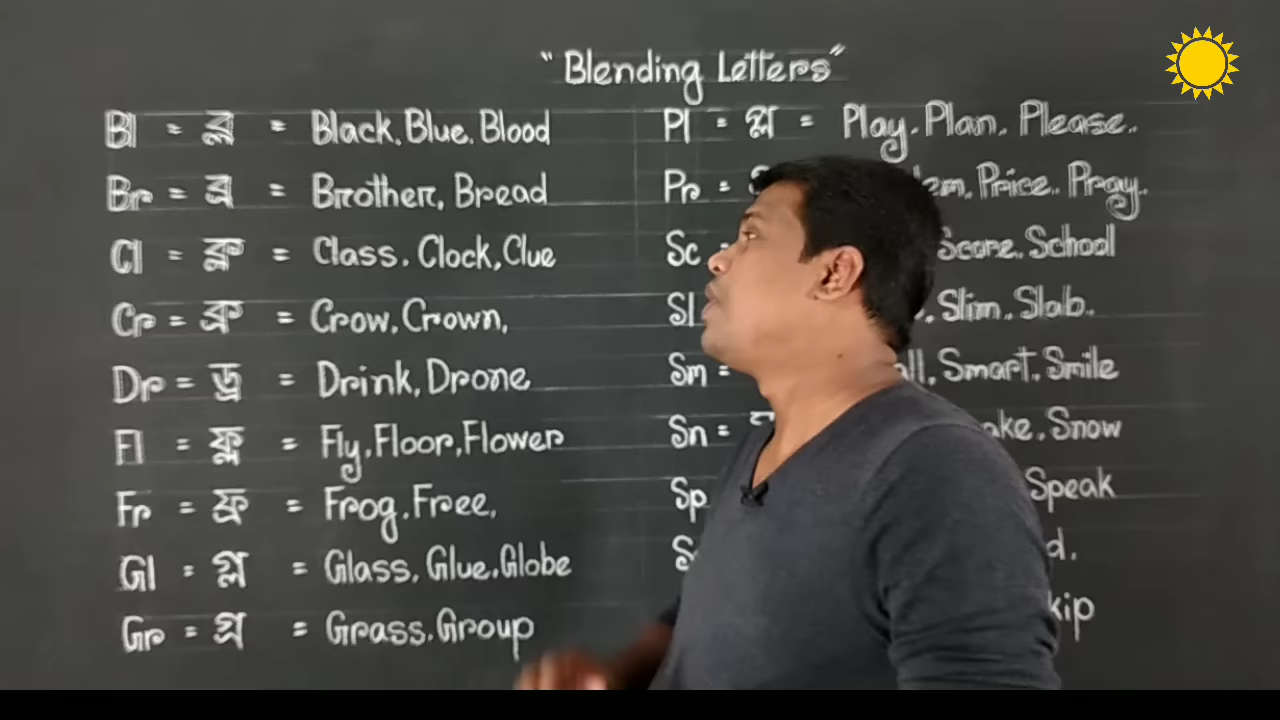 "Blending Letters"
Bl = ব্ল = Black, Blue, Blood
Br = ব্র = Brother, Bread
Cl = ক্ল = Class, Clock, Clue
Cr = ক্র = Crow, Crown,
Dr = ড্র = Drink, Drone
Fl = ফ্ল = Fly, Floor, Flower
Fr = ফ্র = Frog, Free,
Gl = গ্ল = Glass, Glue, Globe
Gr = গ্র = Grass, Group
Pl = প্ল = Play, Plan, Please.
Pr = Price, Pray.
Sc Score, School
Sl Slim, Slab.
Sm = Smart, Smile
Sn = Snow
Sp Speak